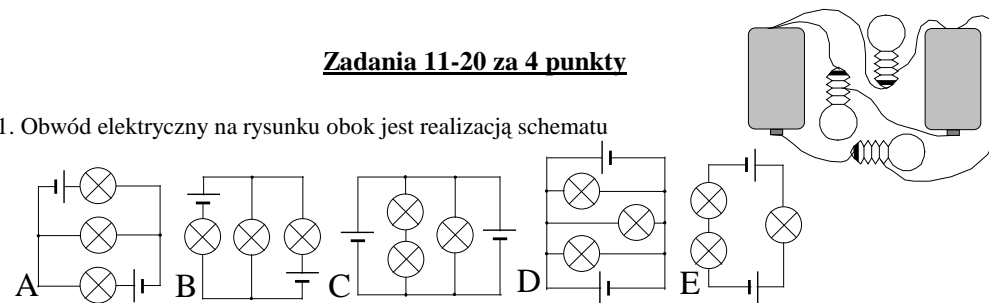 Zadania 11-20 za 4 punkty
1. Obwód elektryczny na rysunku obok jest realizacją schematu
A B C D E